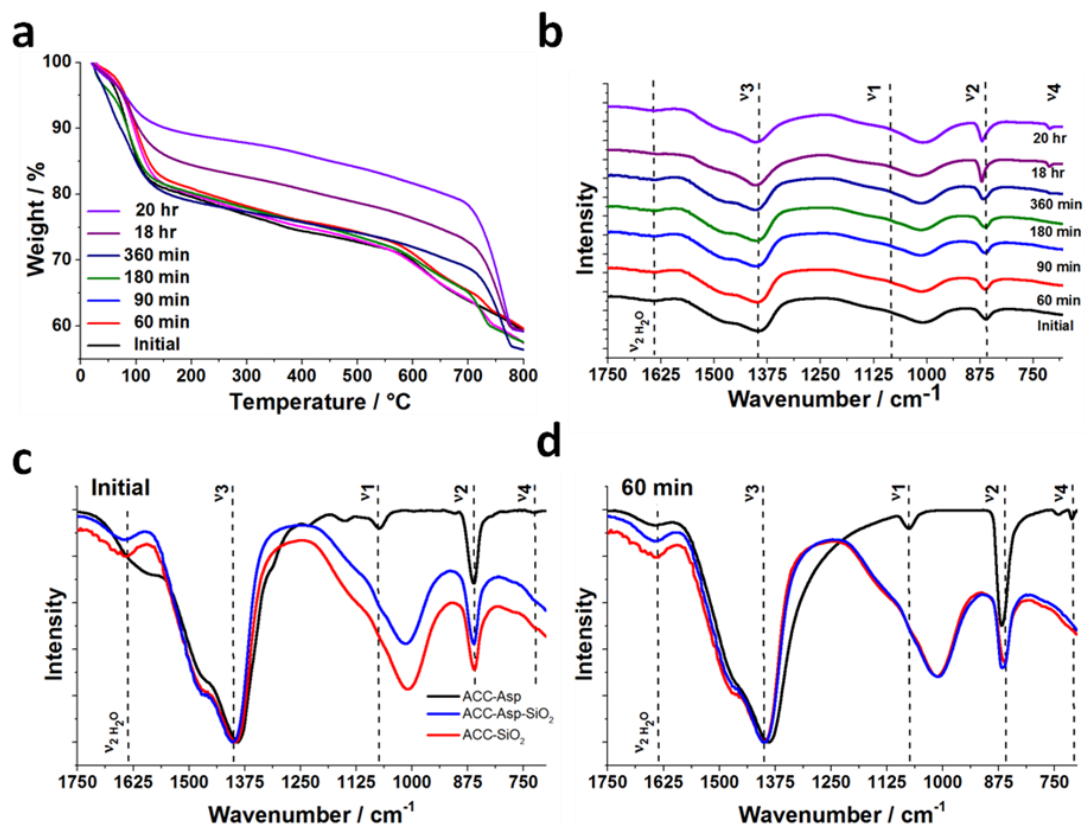 a
100
90
80
70
60
Weight / %
20 hr
18 hr
360 min
180 min
90 min
60 min
Initial
0 100 200 300 400 500 600 700 800
Temperature / °C
b
ν3
ν1
ν2
ν4
20 hr
18 hr
360 min
180 min
90 min
60 min
Initial
ν2 H2O
Intensity
1750 1625 1500 1375 1250 1125 1000 875 750
Wavenumber / cm-1
c
Initial
ν3
ν1
ν2
ν4
ν2 H2O
ACC-Asp
ACC-Asp-SiO2
ACC-SiO2
Intensity
1750 1625 1500 1375 1250 1125 1000 875 750
Wavenumber / cm-1
d
60 min
ν3
ν1
ν2
ν4
ν2 H2O
Intensity
1750 1625 1500 1375 1250 1125 1000 875 750
Wavenumber / cm-1